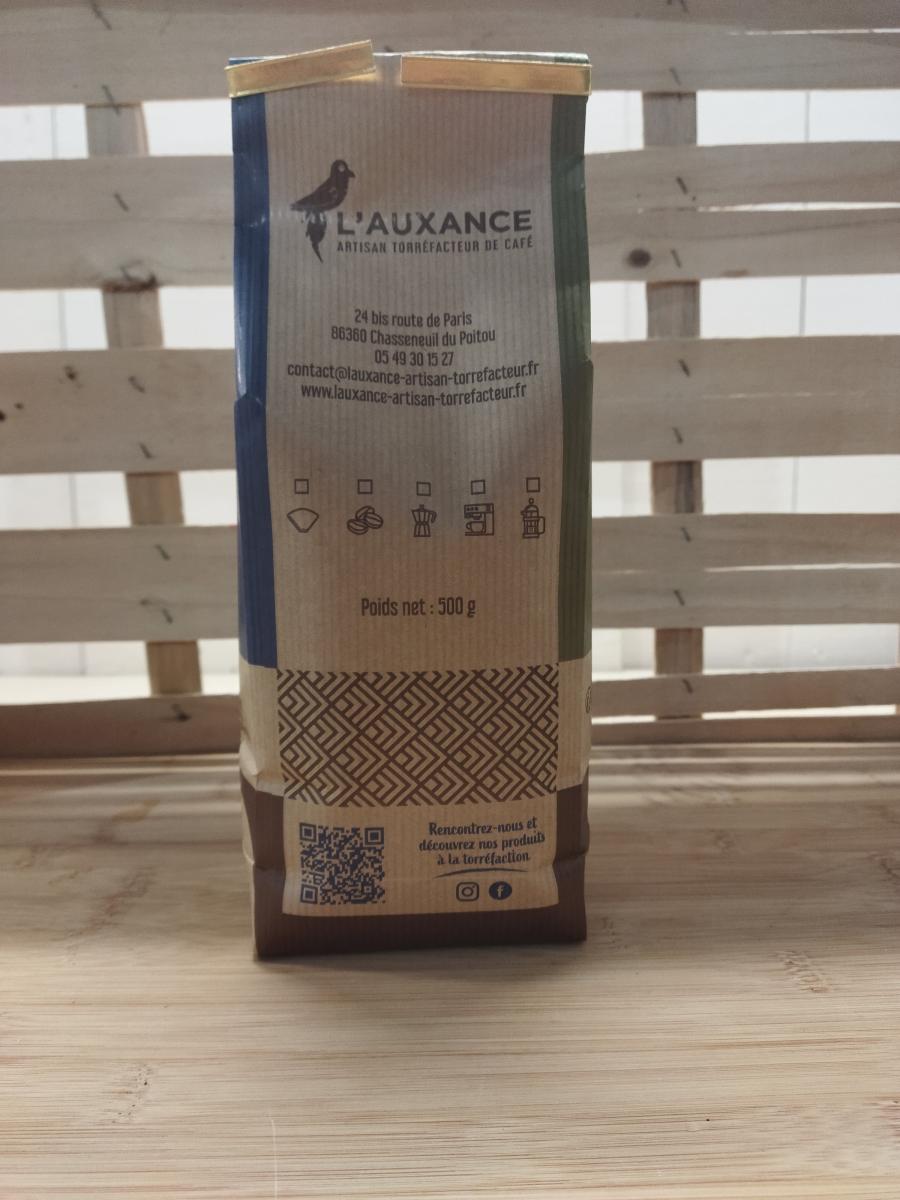 L'AUXANCE
ARTISAN TORRÉFACTEUR DE CAFÉ
24 bis route de Paris
86360 Chasseneuil du Poitou
05 49 30 15 27
contact@lauxance-artisan-torrefacteur.fr
www.lauxance-artisan-torrefacteur.fr
Poids net : 500 g
Rencontrez-nous et
découvrez nos produits
à la torréfaction